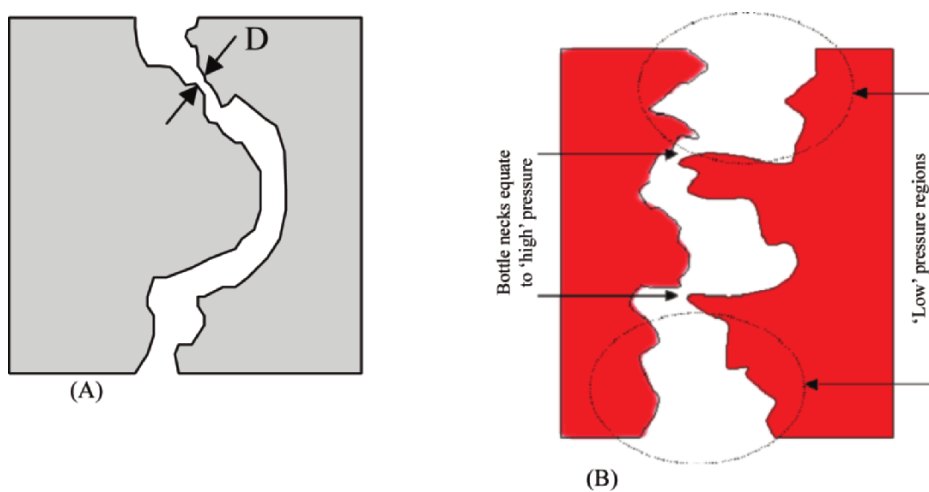 D
(A)
Bottle necks equate
to 'high' pressure
'Low' pressure regions
(B)